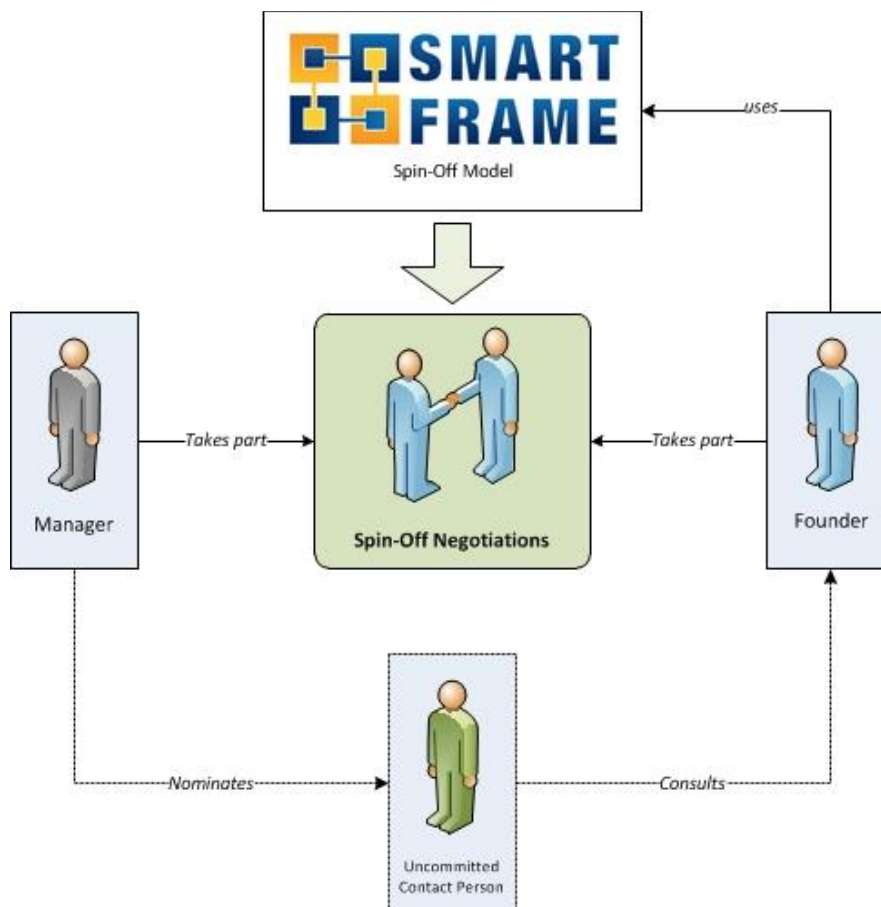 SMART
FRAME
Spin-Off Model
uses
Manager
Takes part
Spin-Off Negotiations
Takes part
Founder
Nominates
Consults
Uncommitted
Contact Person